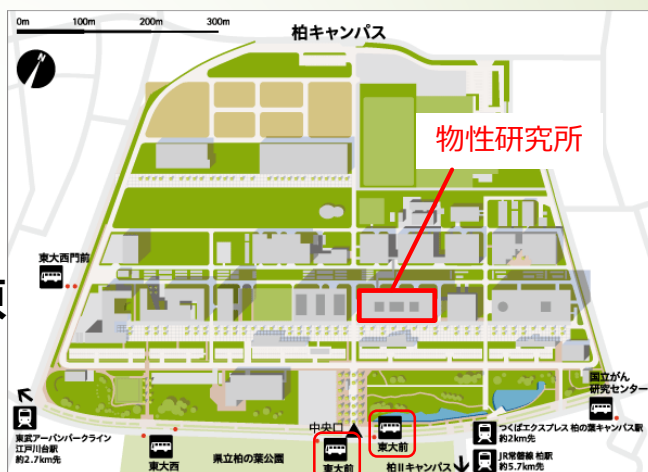 0m 100m 200m 300m
柏キャンパス
N
物性研究所
東大西門前
東
国立がん
研究センター
中央口
東武アーバンパークライン
江戸川台駅
約2.7km先
東大西
県立柏の葉公園
東大前
東大前
柏IIキャンパス
つくばエクスプレス 柏の葉キャンパス駅
約2km先
JR常磐線 柏駅
約5.7km先